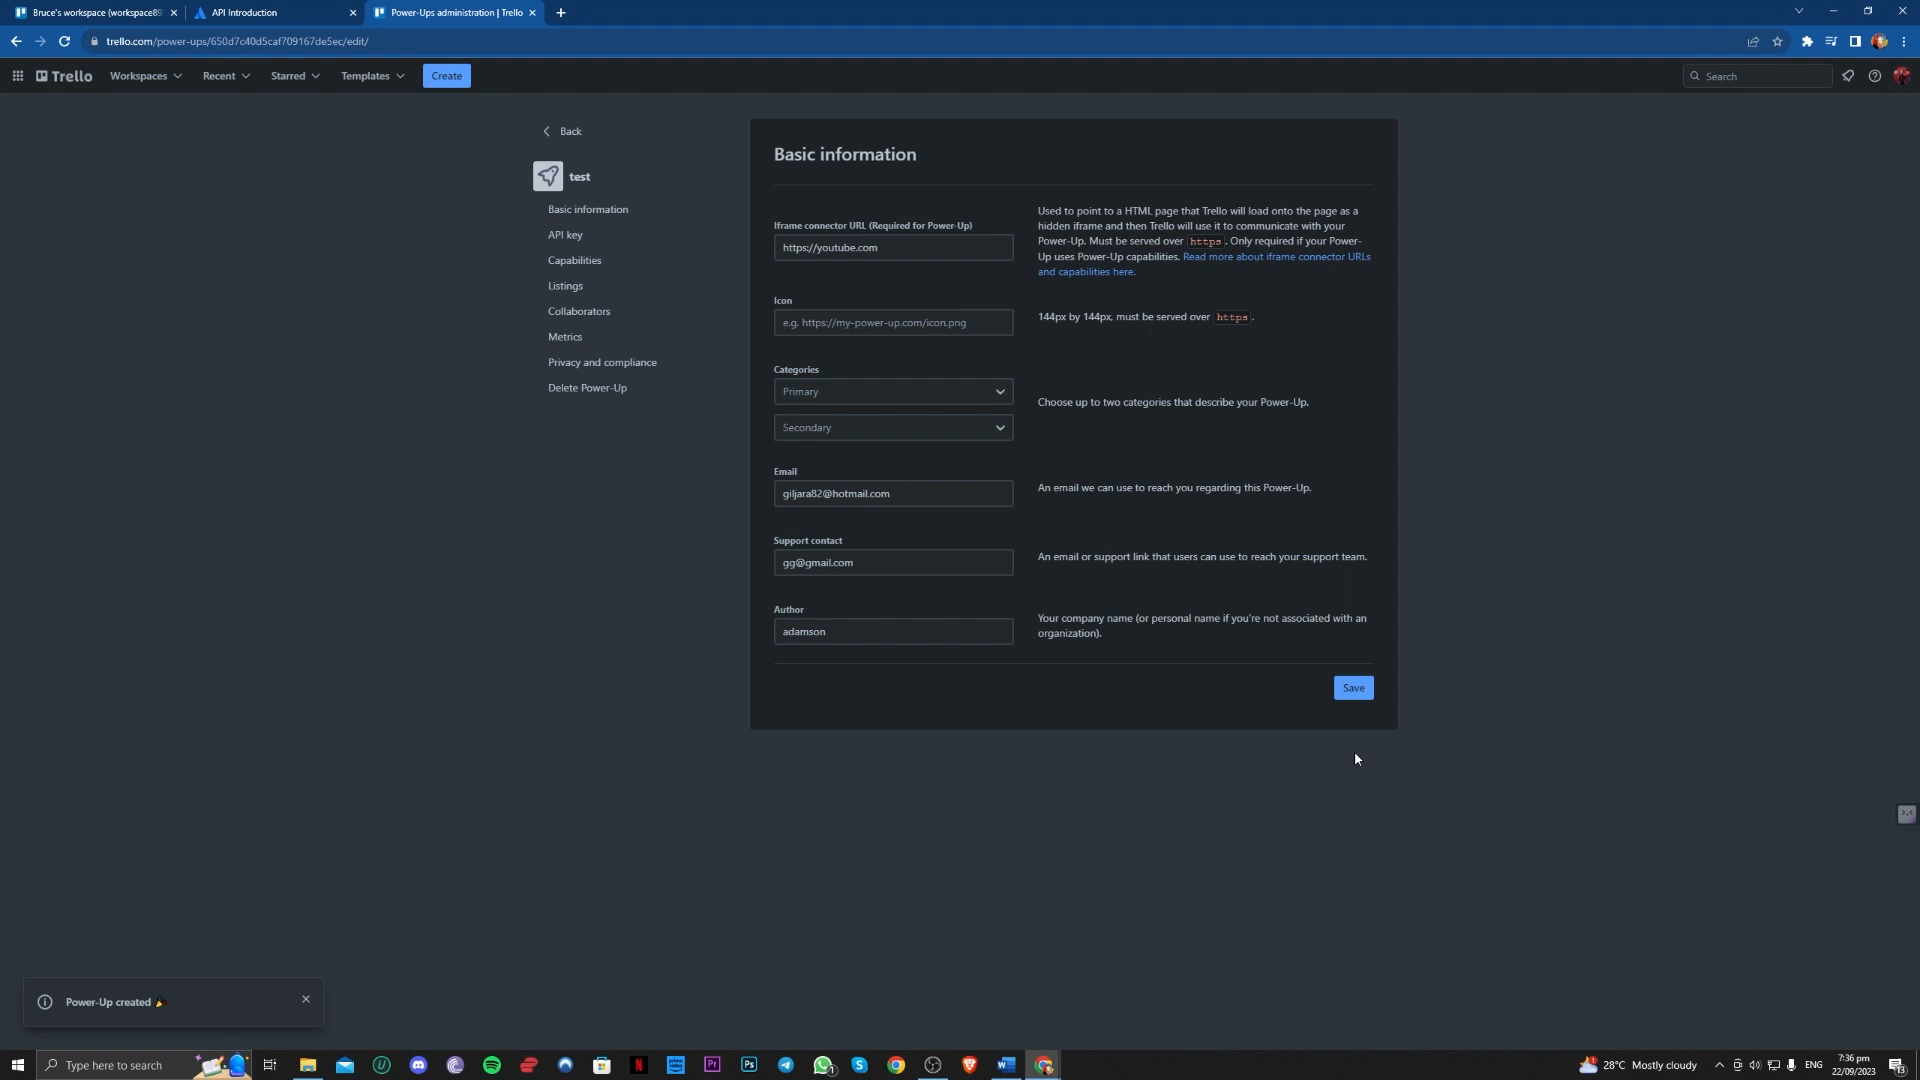 Bruce's workspace (workspace89
API Introduction
Power-Ups administration | Trello
trello.com/power-ups/650d7c40d5caf709167de5ec/edit/
Trello
Workspaces
Recent
Starred
Templates
Create
Search
Back
test
Basic information
API key
Capabilities
Listings
Collaborators
Metrics
Privacy and compliance
Delete Power-Up
Basic information
Iframe connector URL (Required for Power-Up)
https://youtube.com
Used to point to a HTML page that Trello will load onto the page as a
hidden iframe and then Trello will use it to communicate with your
Power-Up. Must be served over https. Only required if your Power-
Up uses Power-Up capabilities. Read more about iframe connector URLs
and capabilities here.
Icon
e.g. https://my-power-up.com/icon.png
144px by 144px, must be served over https.
Categories
Primary
Secondary
Choose up to two categories that describe your Power-Up.
Email
giljara82@hotmail.com
An email we can use to reach you regarding this Power-Up.
Support contact
gg@gmail.com
An email or support link that users can use to reach your support team.
Author
adamson
Your company name (or personal name if you're not associated with an
organization).
Save
Power-Up created
Type here to search
28°C Mostly cloudy
ENG
7:36 pm
22/09/2023